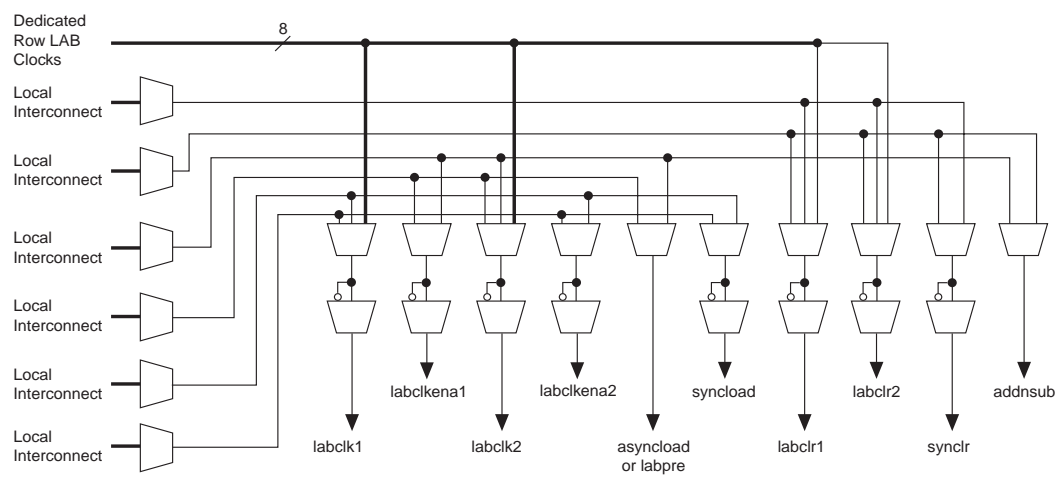 Dedicated
Row LAB
Clocks
8
Local
Interconnect
Local
Interconnect
Local
Interconnect
Local
Interconnect
Local
Interconnect
Local
Interconnect
labclkena1
labclkena2
syncload
labclr2
addnsub
labclk1
labclk2
asyncload
or labpre
labclr1
synclr